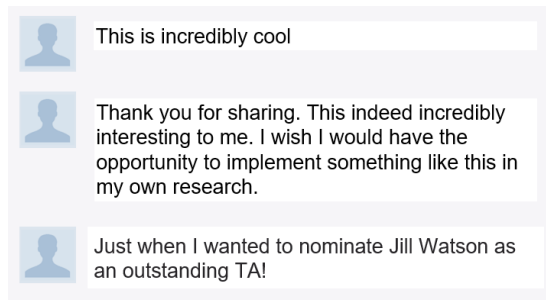 This is incredibly cool
Thank you for sharing. This indeed incredibly
interesting to me. I wish I would have the
opportunity to implement something like this in
my own research.
Just when I wanted to nominate Jill Watson as
an outstanding TA!